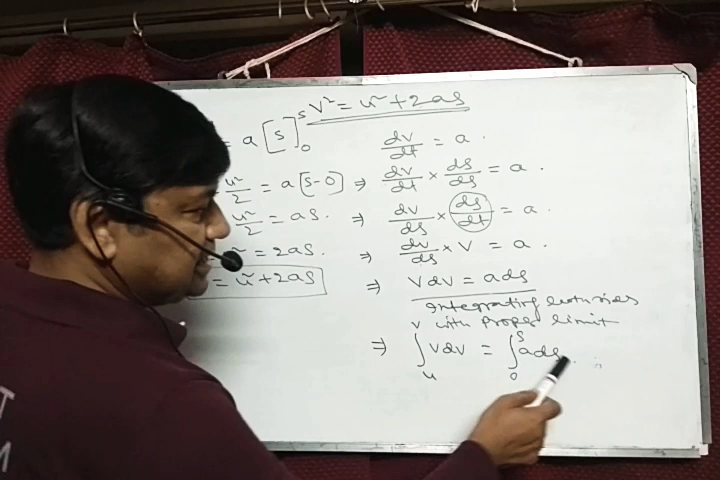 V² = u² + 2as
dv/dt = a .
⇒ dv/dt × ds/ds = a .
⇒ dv/ds × ds/dt = a .
⇒ dv/ds × V = a .
⇒ Vdv = ads
Integrating both sides
with proper limit
⇒ ∫ᵤᵛ Vdv = ∫₀ˢ ads .
= a [s]₀ˢ
u²/2 = a[s-0]
u²/2 = as .
u² = 2as .
= u² + 2as
T
M